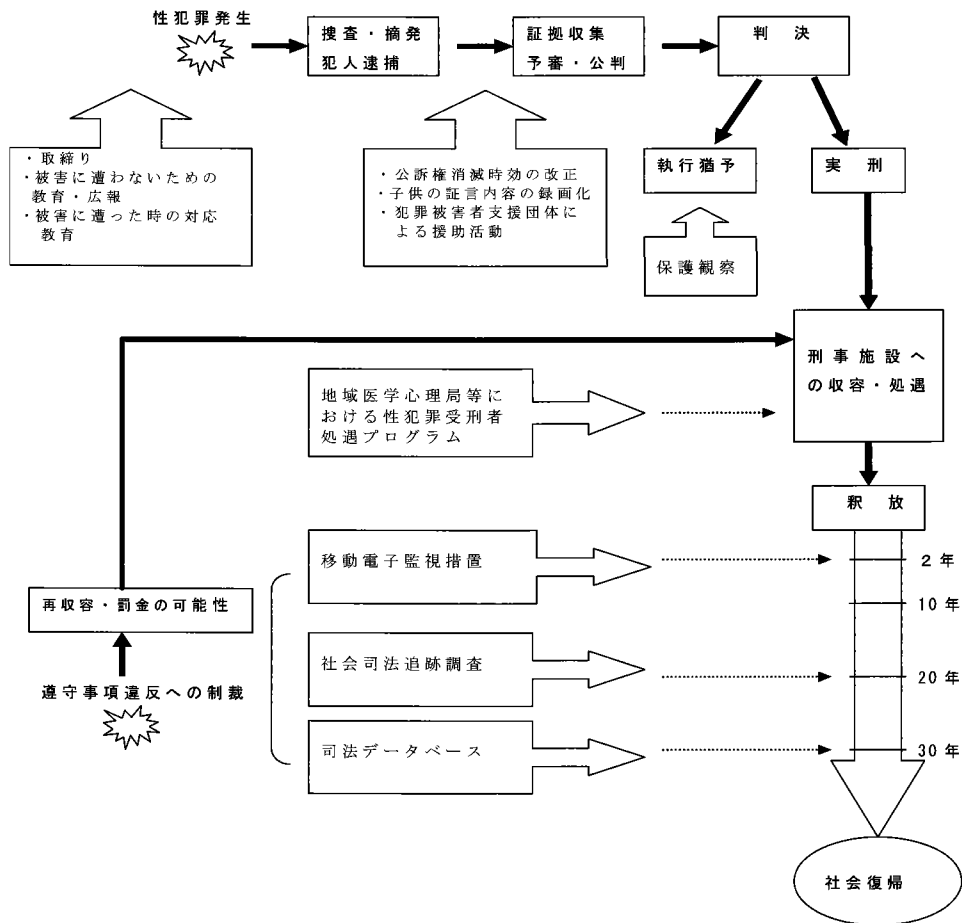 性犯罪発生
捜査・摘発
犯人逮捕
証拠収集
予審・公判
判決
・取締り
・被害に遭わないための
教育・広報
・被害に遭った時の対応
教育
・公訴権消滅時効の改正
・子供の証言内容の録画化
・犯罪被害者支援団体に
よる援助活動
執行猶予
実刑
保護観察
刑事施設へ
の収容・処遇
地域医学心理局等に
おける性犯罪受刑者
処遇プログラム
釈放
移動電子監視措置
2年
再収容・罰金の可能性
10年
社会司法追跡調査
20年
遵守事項違反への制裁
司法データベース
30年
社会復帰